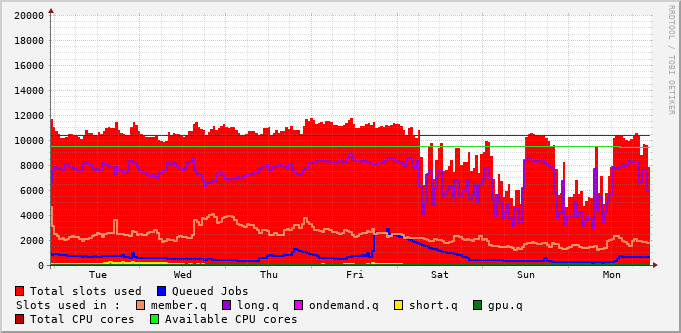 20000
18000
16000
14000
12000
10000
8000
6000
4000
2000
0
Tue Wed Thu Fri Sat Sun Mon
Total slots used Queued Jobs
Slots used in : member.q long.q ondemand.q short.q gpu.q
Total CPU cores Available CPU cores
RRDTOOL / TOBI OETIKER